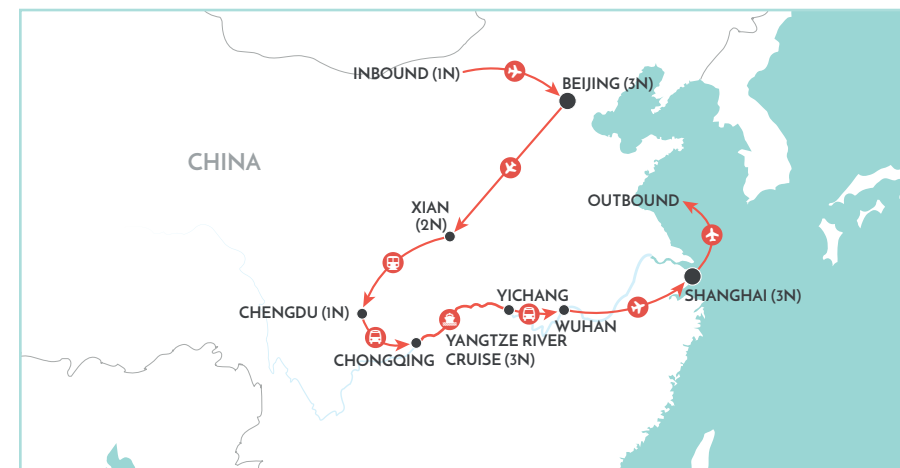 INBOUND (1N)
BEIJING (3N)
CHINA
XIAN
(2N)
OUTBOUND
CHENGDU (1N)
YICHANG
SHANGHAI (3N)
WUHAN
CHONGQING
YANGTZE RIVER
CRUISE (3N)